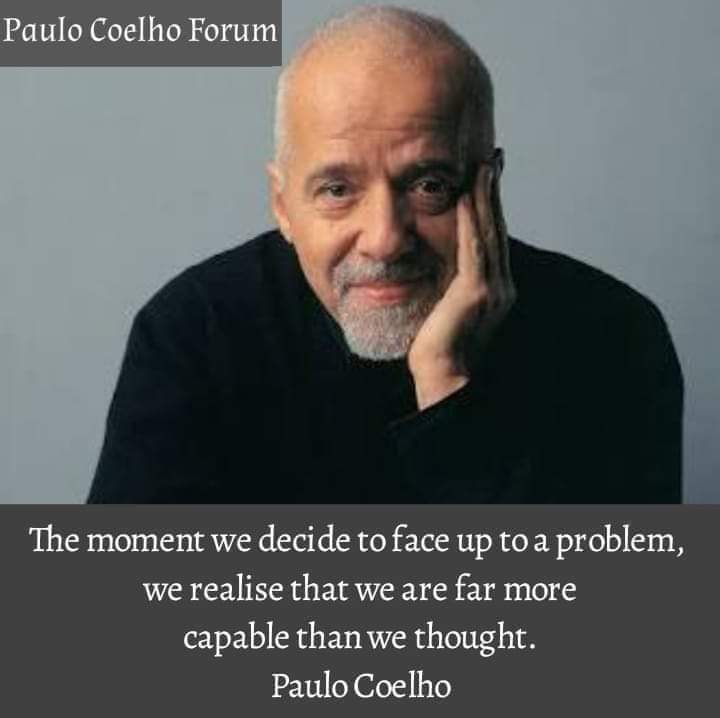 Paulo Coelho Forum
The moment we decide to face up to a problem,
we realise that we are far more
capable than we thought.
Paulo Coelho